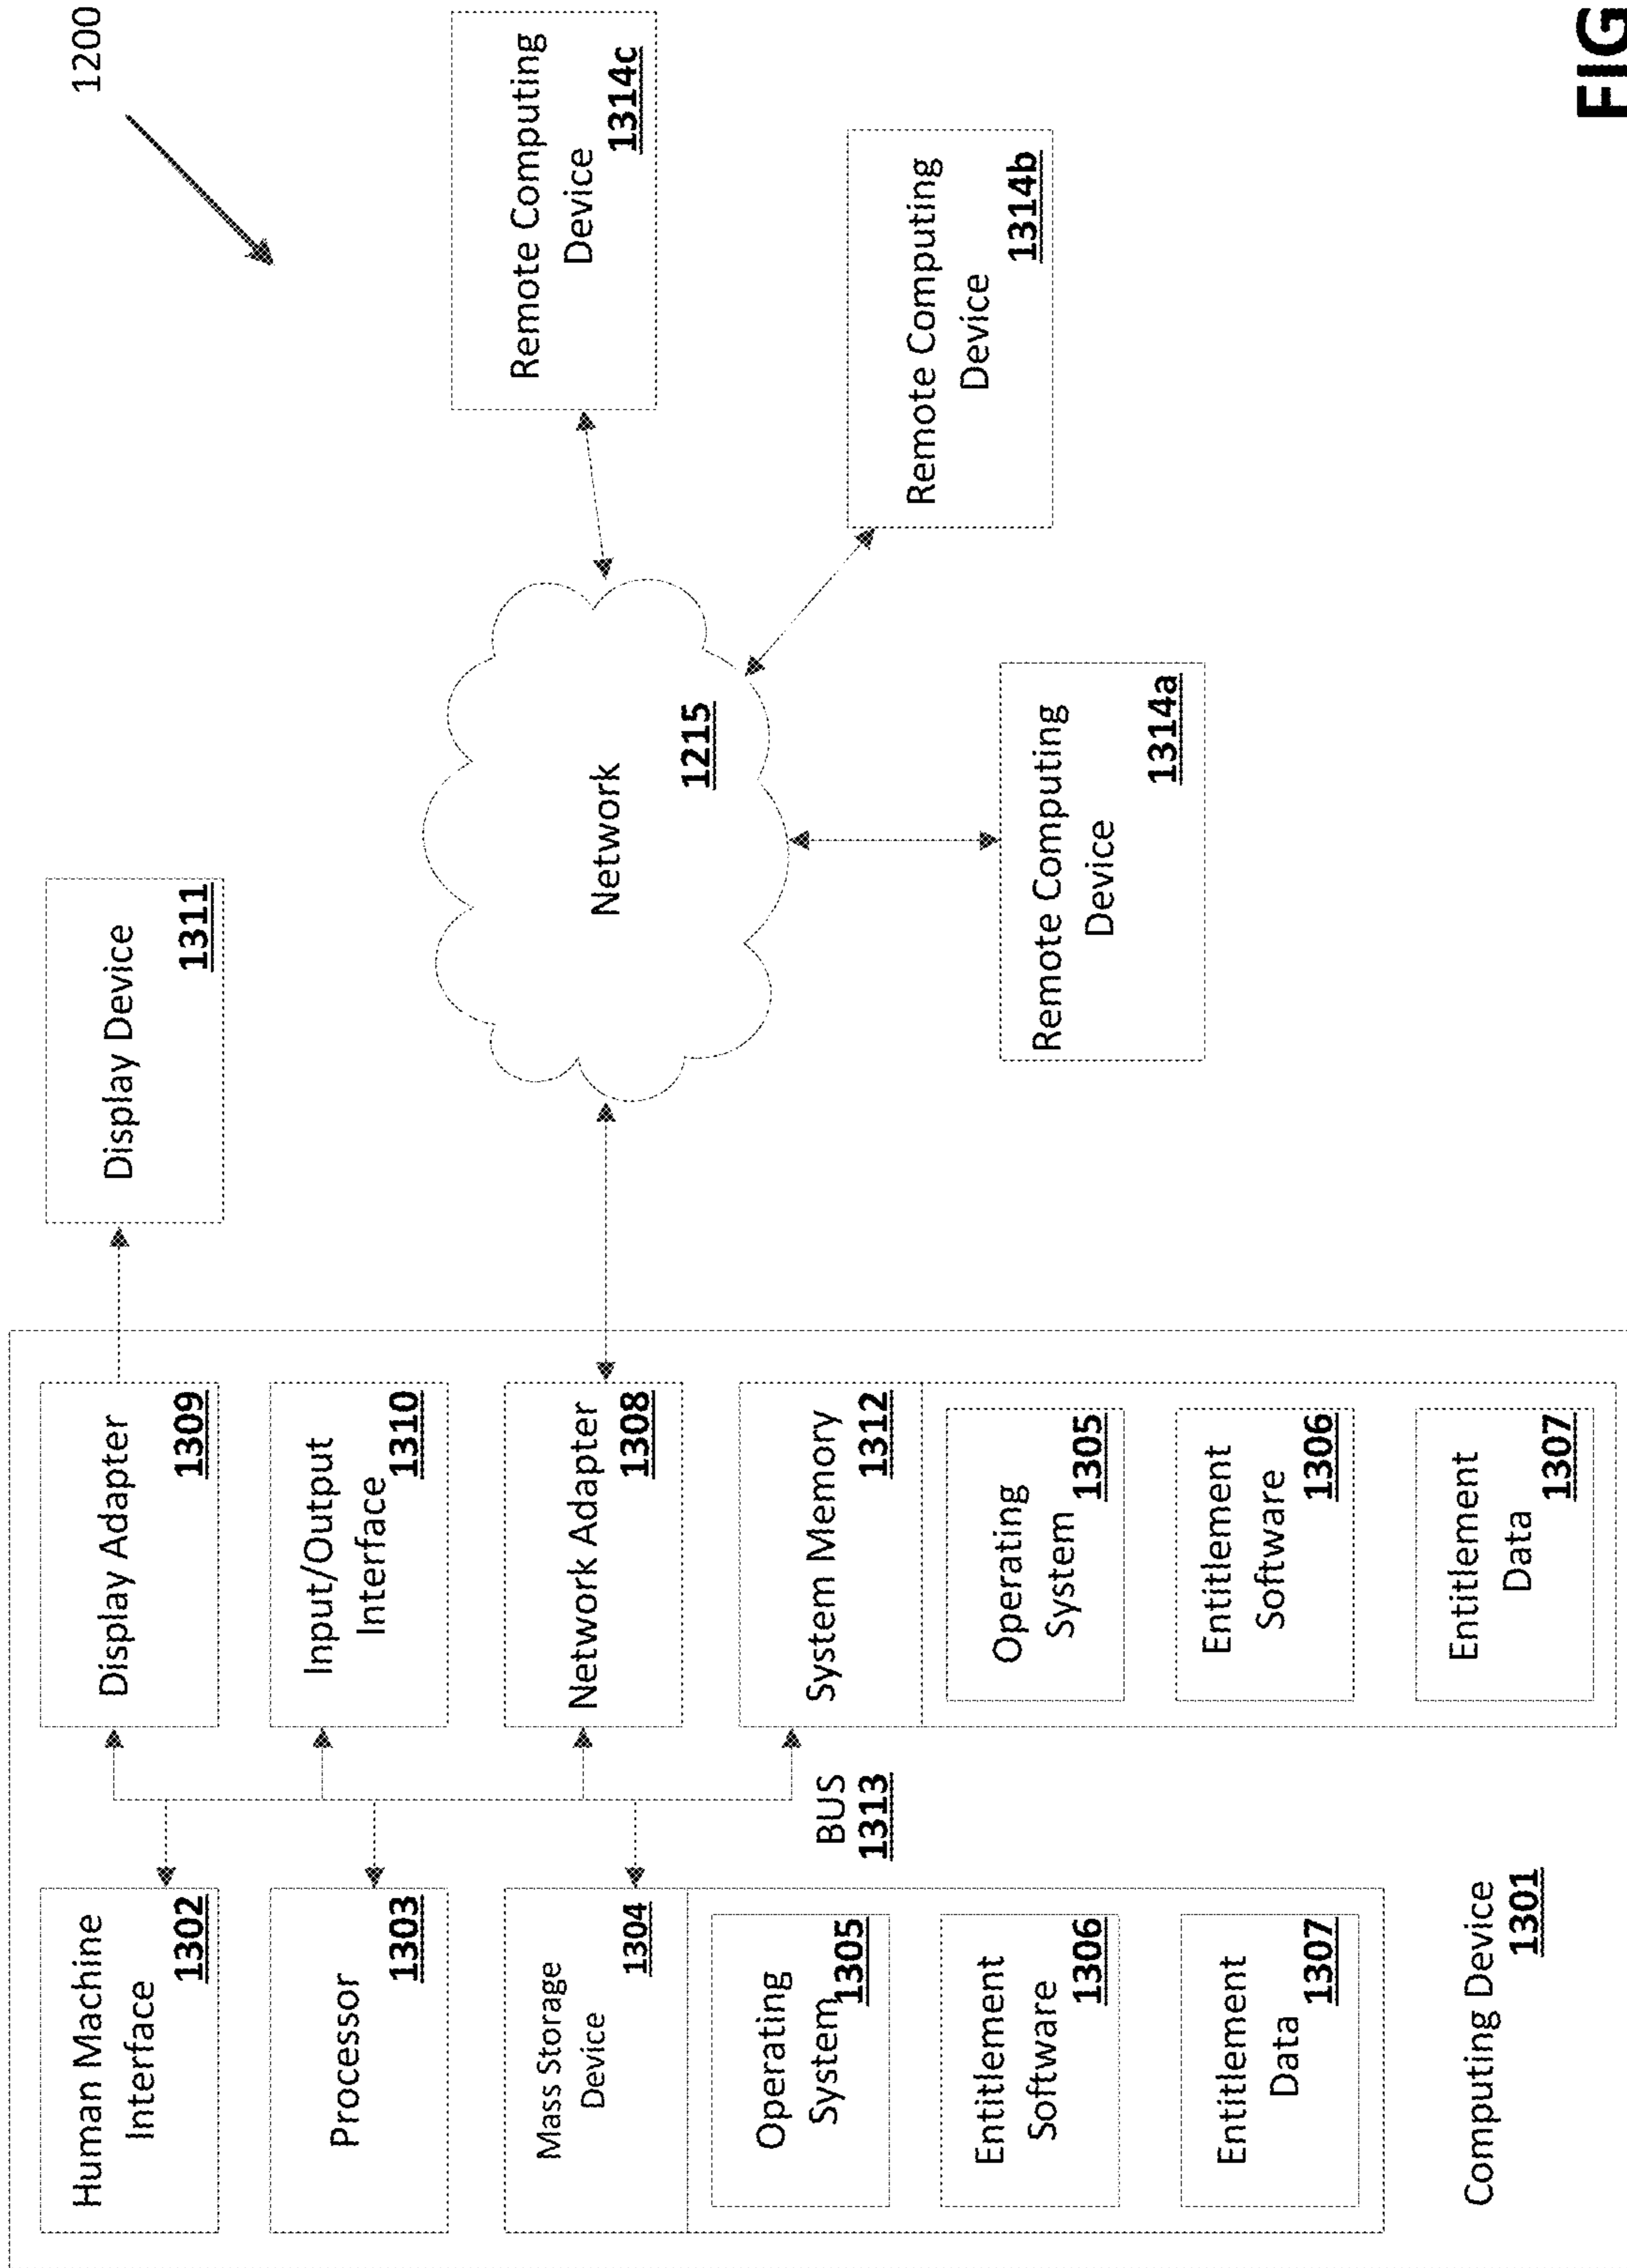 1200
Human Machine
Interface
1302
Processor
1303
Mass Storage
Device
1304
Operating
System
1305
Entitlement
Software
1306
Entitlement
Data
1307
Computing Device
1301
BUS
1313
Display Adapter
1309
Input/Output
Interface
1310
Network Adapter
1308
System Memory
1312
Operating
System
1305
Entitlement
Software
1306
Entitlement
Data
1307
Display Device
1311
Network
1215
Remote Computing
Device
1314a
Remote Computing
Device
1314b
Remote Computing
Device
1314c
FIG